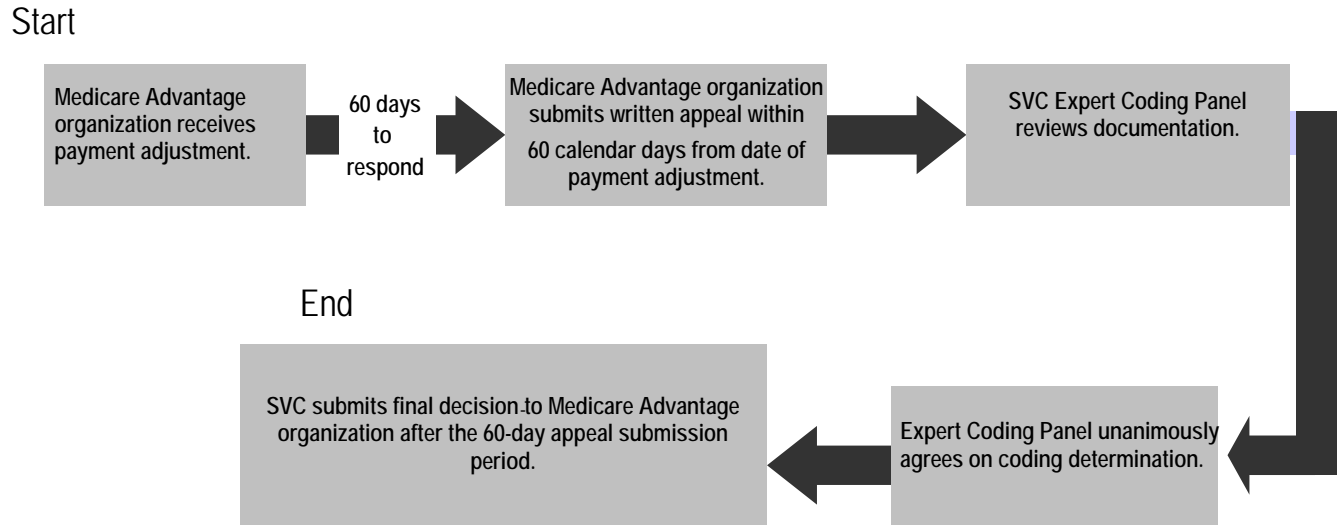 Start
Medicare Advantage
organization receives
payment adjustment.
60 days
to
respond
Medicare Advantage organization
submits written appeal within
60 calendar days from date of
payment adjustment.
SVC Expert Coding Panel
reviews documentation.
End
SVC submits final decision to Medicare Advantage
organization after the 60-day appeal submission
period.
Expert Coding Panel unanimously
agrees on coding determination.